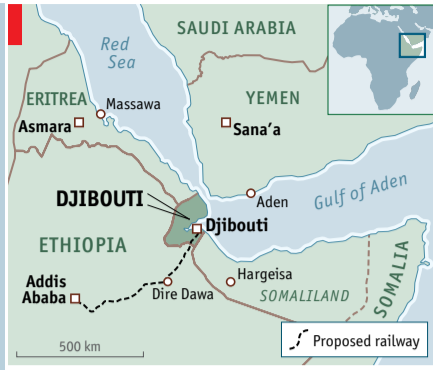 SAUDI ARABIA
Red
Sea
ERITREA
Massawa
YEMEN
Asmara
Sana'a
DJIBOUTI
Aden
Gulf of Aden
Djibouti
ETHIOPIA
Addis
Ababa
Dire Dawa
Hargeisa
SOMALILAND
SOMALIA
Proposed railway
500 km